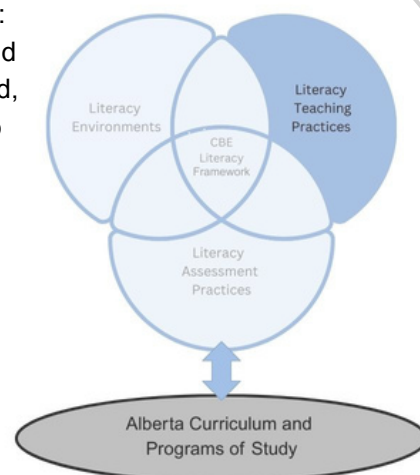 :
d
d,
Literacy
Environments
Literacy
Teaching
Practices
CBE
Literacy
Framework
Literacy
Assessment
Practices
Alberta Curriculum and
Programs of Study